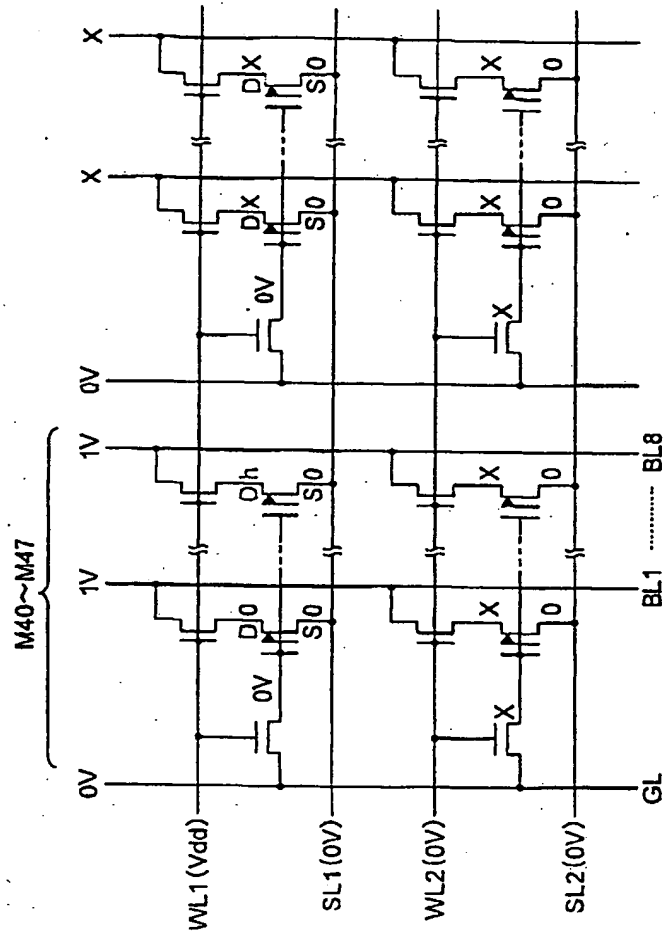 M40~M47
0V 1V 1V 0V X X
WL1(Vdd)
D 0 D h D X D X
0V 0V
S 0 S 0 S 0 S 0
SL1(0V)
WL2(0V)
X X X X X X
0 0 0 0
SL2(0V)
GL BL1 ........ BL8